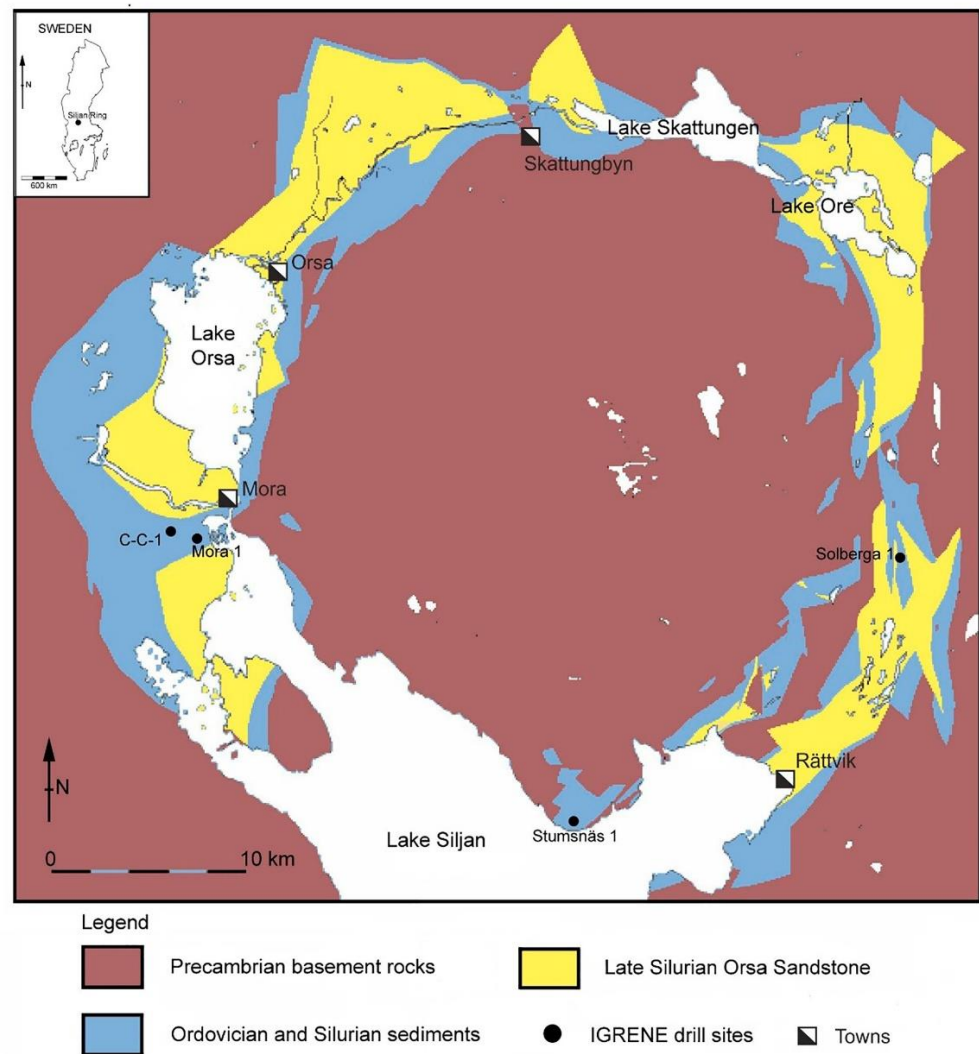 SWEDEN
N
Siljan Ring
600 km
Lake Skattungen
Skattungbyn
Lake Ore
Orsa
Lake
Orsa
Mora
C-C-1
Mora 1
Solberga 1
Rättvik
N
Lake Siljan
Stumsnäs 1
0 10 km
Legend
Precambrian basement rocks
Late Silurian Orsa Sandstone
Ordovician and Silurian sediments
IGRENE drill sites
Towns